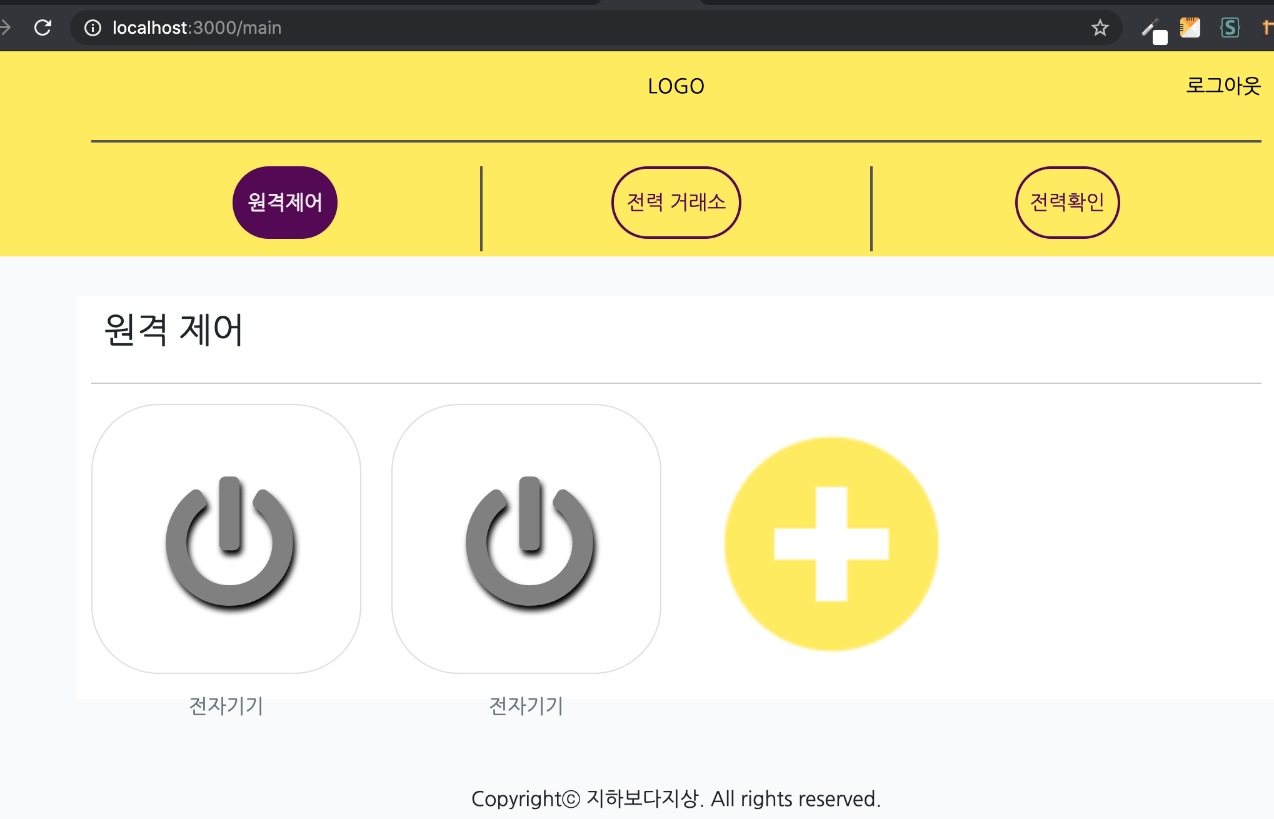 localhost:3000/main
LOGO
로그아웃
원격제어
전력 거래소
전력확인
원격 제어
전자기기
전자기기
Copyrightⓒ 지하보다지상. All rights reserved.